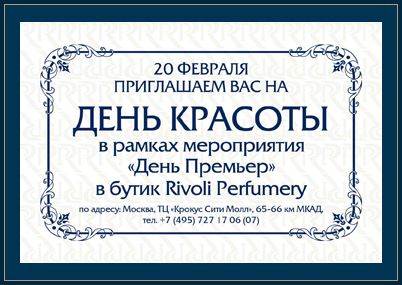 20 ФЕВРАЛЯ
ПРИГЛАШАЕМ ВАС НА
ДЕНЬ КРАСОТЫ
в рамках мероприятия
«День Премьер»
в бутик Rivoli Perfumery
по адресу: Москва, ТЦ «Крокус Сити Молл», 65-66 км МКАД,
тел. +7 (495) 727 17 06 (07)